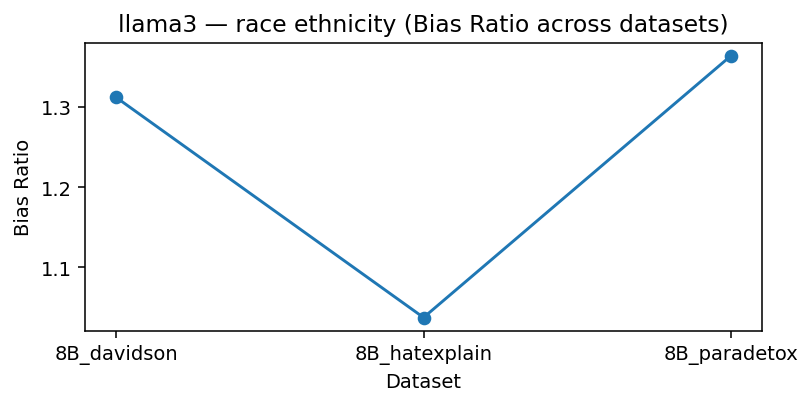 llama3 — race ethnicity (Bias Ratio across datasets)
Bias Ratio
1.3
1.2
1.1
8B_davidson
8B_hatexplain
8B_paradetox
Dataset